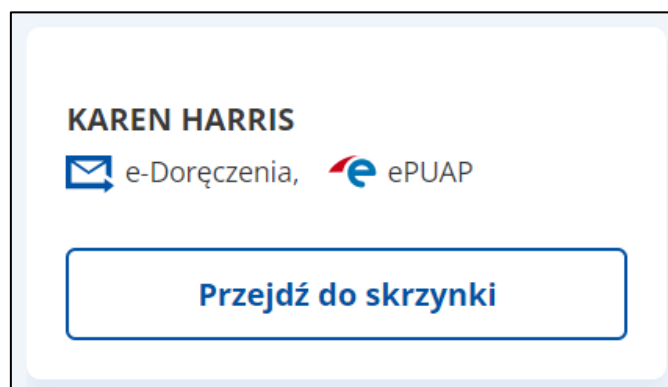 KAREN HARRIS
e-Doręczenia, ePUAP
Przejdź do skrzynki